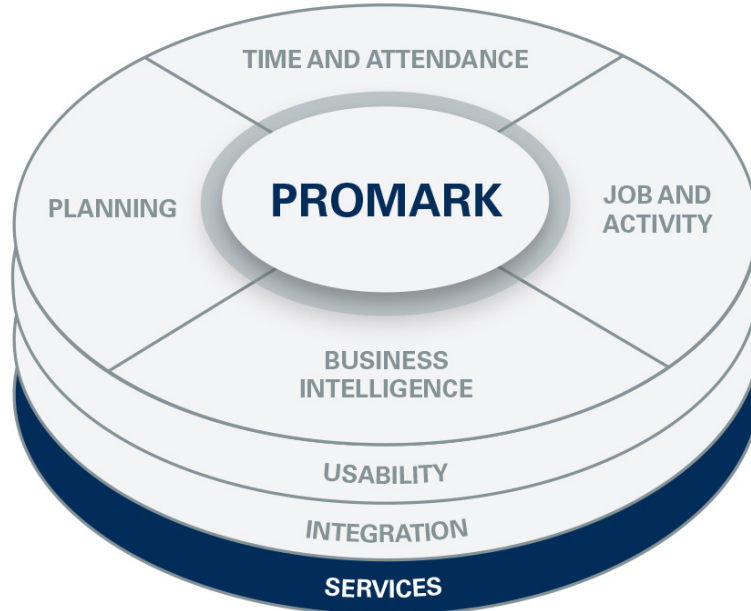 TIME AND ATTENDANCE
PLANNING
PROMARK
JOB AND
ACTIVITY
BUSINESS
INTELLIGENCE
USABILITY
INTEGRATION
SERVICES